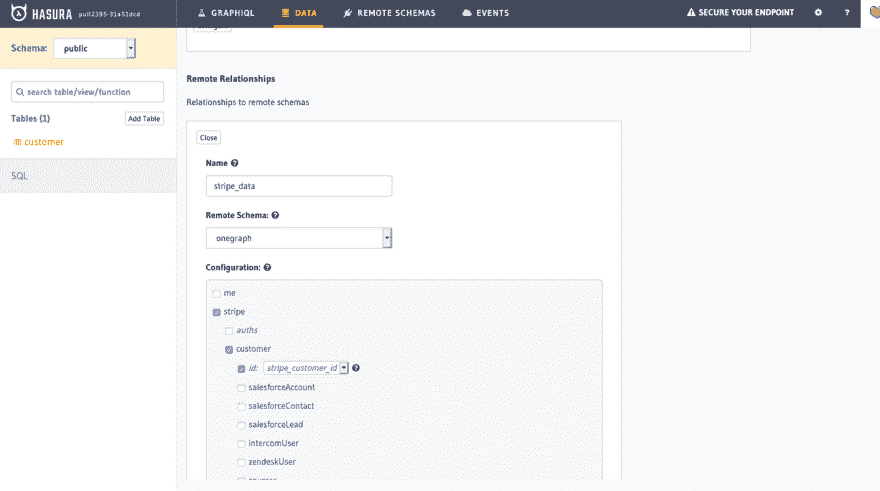 HASURA pull2395-31a51dcd GRAPHIQL DATA REMOTE SCHEMAS EVENTS SECURE YOUR ENDPOINT ?
Schema: public
search table/view/function
Tables (1) Add Table
customer
SQL
Remote Relationships
Relationships to remote schemas
Close
Name
stripe_data
Remote Schema:
onegraph
Configuration:
me
stripe
auths
customer
id: stripe_customer_id
salesforceAccount
salesforceContact
salesforceLead
intercomUser
zendeskUser